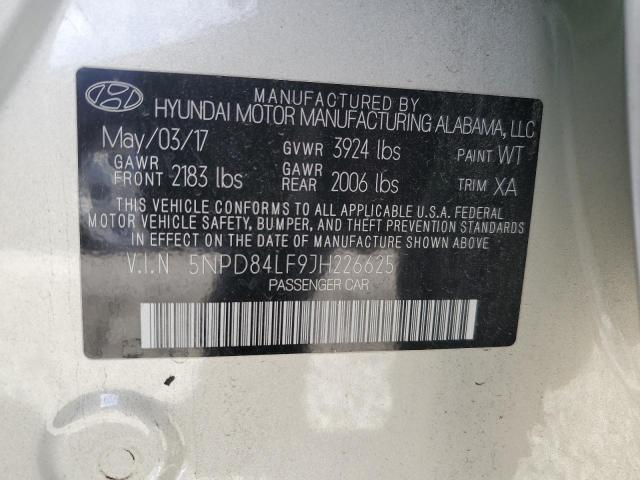 MANUFACTURED BY
HYUNDAI MOTOR MANUFACTURING ALABAMA, LLC
May/03/17 GVWR 3924 lbs PAINT WT
GAWR FRONT 2183 lbs GAWR REAR 2006 lbs TRIM XA
THIS VEHICLE CONFORMS TO ALL APPLICABLE U.S.A. FEDERAL
MOTOR VEHICLE SAFETY, BUMPER, AND THEFT PREVENTION STANDARDS
IN EFFECT ON THE DATE OF MANUFACTURE SHOWN ABOVE
V.I.N 5NPD84LF9JH226625
PASSENGER CAR